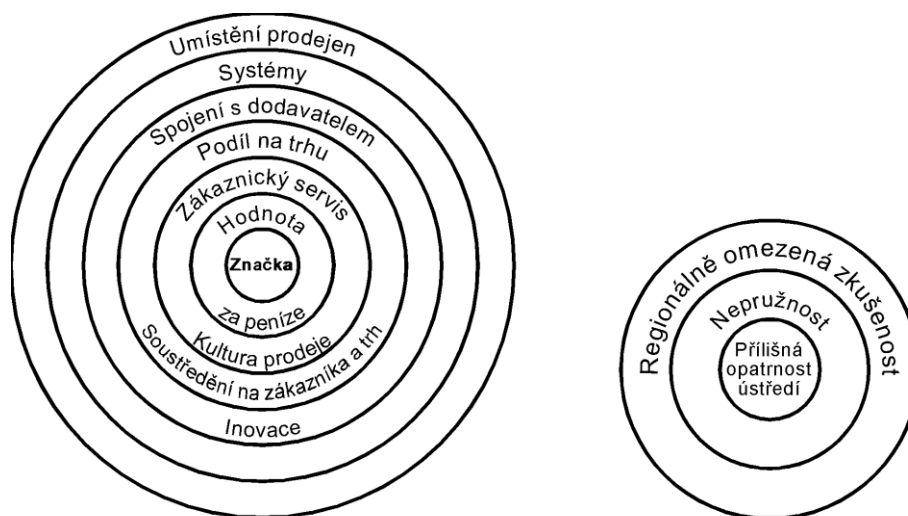 Umístění prodejen
Systémy
Spojení s dodavatelem
Podíl na trhu
Zákaznický servis
Hodnota
Značka
za peníze
Kultura prodeje
Soustředění na zákazníka a trh
Inovace
Regionálně omezená zkušenost
Nepružnost
Přílišná
opatrnost
ústředí